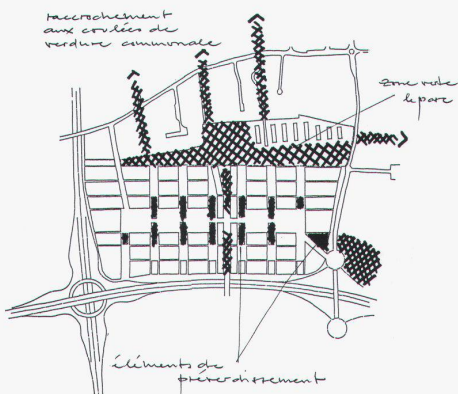 raccrochement
aux coulées de
verdure communale
zone verte
le parc
éléments de
préverdissement